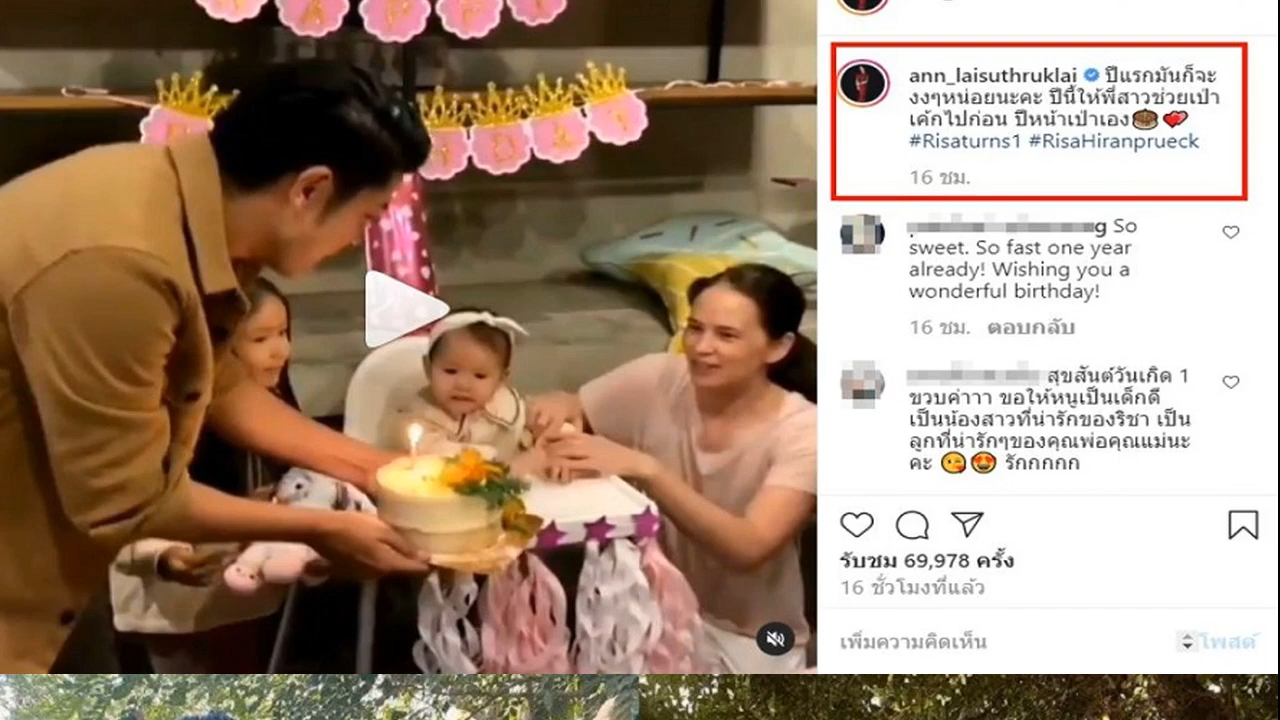 ann_laisuthruklai ปีแรกมันก็จะ
งงๆหน่อยนะคะ ปีนี้ให้พี่สาวช่วยเป่า
เค้กไปก่อน ปีหน้าเป่าเอง
#Risaturns1 #RisaHiranprueck
16 ชม.
g So
sweet. So fast one year
already! Wishing you a
wonderful birthday!
16 ชม. ตอบกลับ
สุขสันต์วันเกิด 1
ขวบค่าาา ขอให้หนูเป็นเด็กดี
เป็นน้องสาวที่น่ารักของริชา เป็น
ลูกที่น่ารักๆของคุณพ่อคุณแม่นะ
คะ รักกกกก
รับชม 69,978 ครั้ง
16 ชั่วโมงที่แล้ว
เพิ่มความคิดเห็น โพสต์